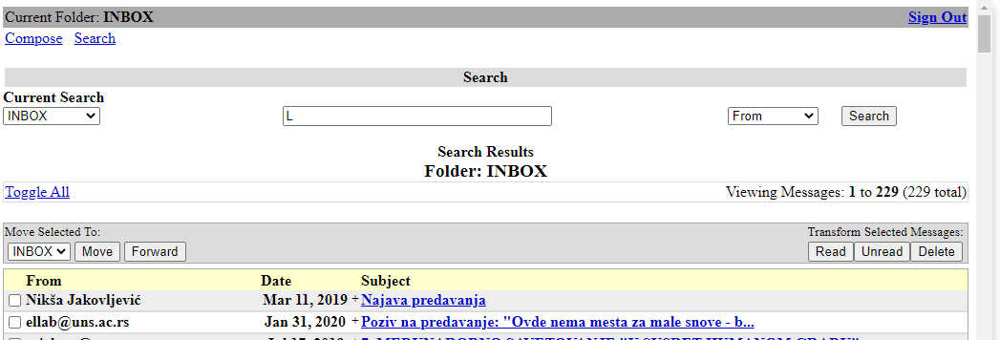 Current Folder: INBOX Sign Out
Compose Search
Search
Current Search
INBOX L From Search
Search Results
Folder: INBOX
Toggle All Viewing Messages: 1 to 229 (229 total)
Move Selected To: Transform Selected Messages:
INBOX Move Forward Read Unread Delete
From Date Subject
Nikša Jakovljević Mar 11, 2019 + Najava predavanja
ellab@uns.ac.rs Jan 31, 2020 + Poziv na predavanje: "Ovde nema mesta za male snove - b...